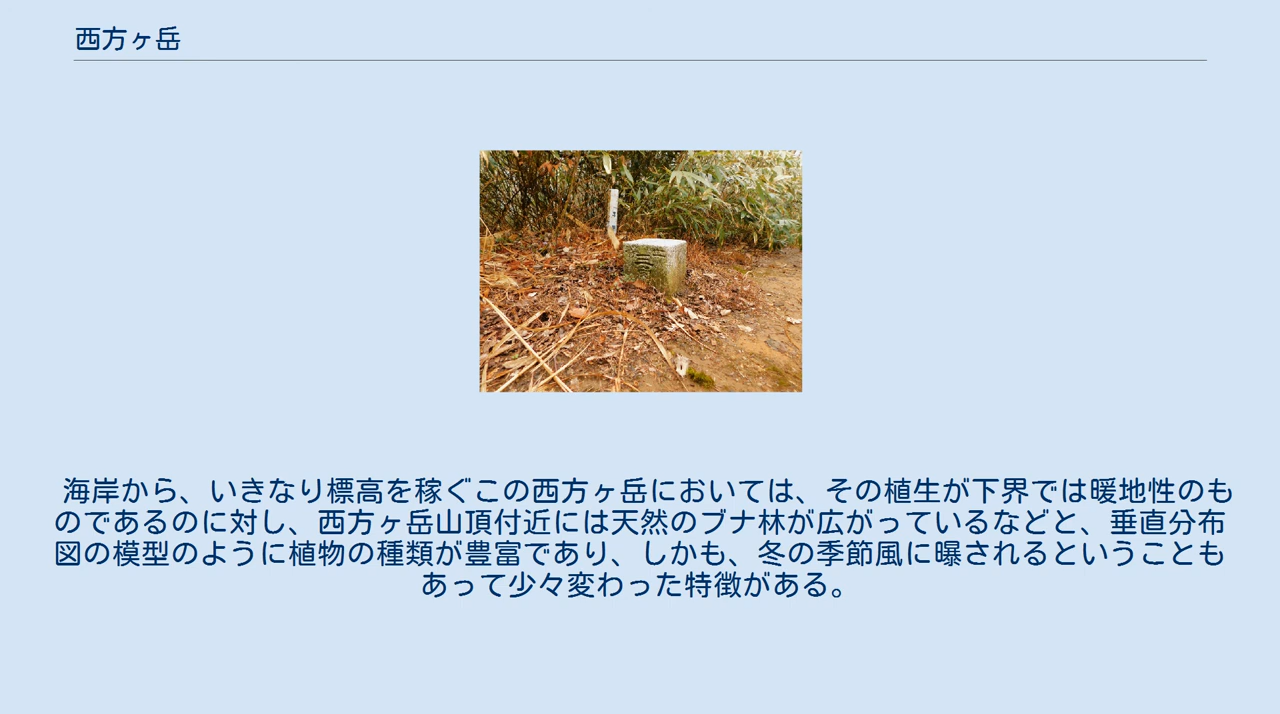 西方ヶ岳
海岸から、いきなり標高を稼ぐこの西方ヶ岳においては、その植生が下界では暖地性のも
のであるのに対し、西方ヶ岳山頂付近には天然のブナ林が広がっているなどと、垂直分布
図の模型のように植物の種類が豊富であり、しかも、冬の季節風に曝されるということも
あって少々変わった特徴がある。